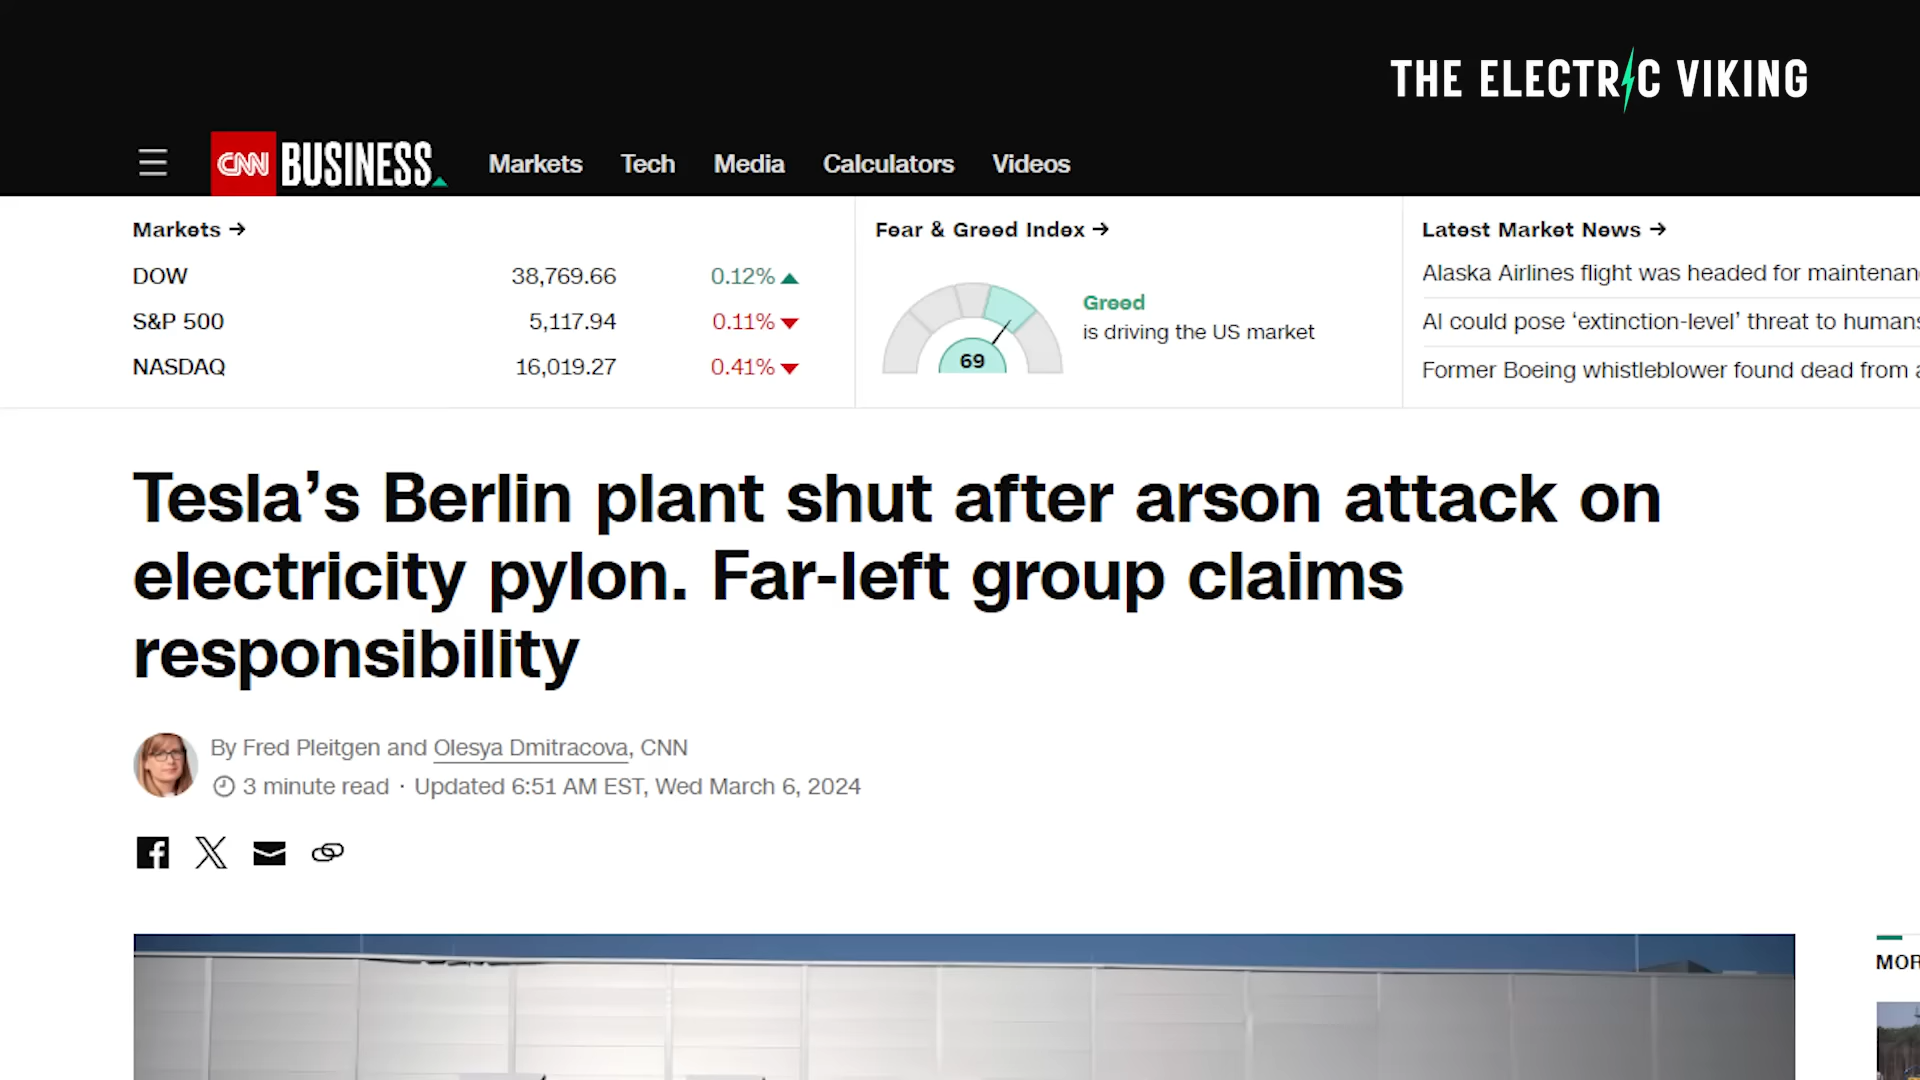 THE ELECTRIC VIKING
CNN BUSINESS Markets Tech Media Calculators Videos
Markets →
DOW 38,769.66 0.12%
S&P 500 5,117.94 0.11%
NASDAQ 16,019.27 0.41%
Fear & Greed Index →
69
Greed
is driving the US market
Latest Market News →
Alaska Airlines flight was headed for maintenan
AI could pose ‘extinction-level’ threat to humans
Former Boeing whistleblower found dead from a
Tesla’s Berlin plant shut after arson attack on
electricity pylon. Far-left group claims
responsibility
By Fred Pleitgen and Olesya Dmitracova, CNN
3 minute read · Updated 6:51 AM EST, Wed March 6, 2024
MOR